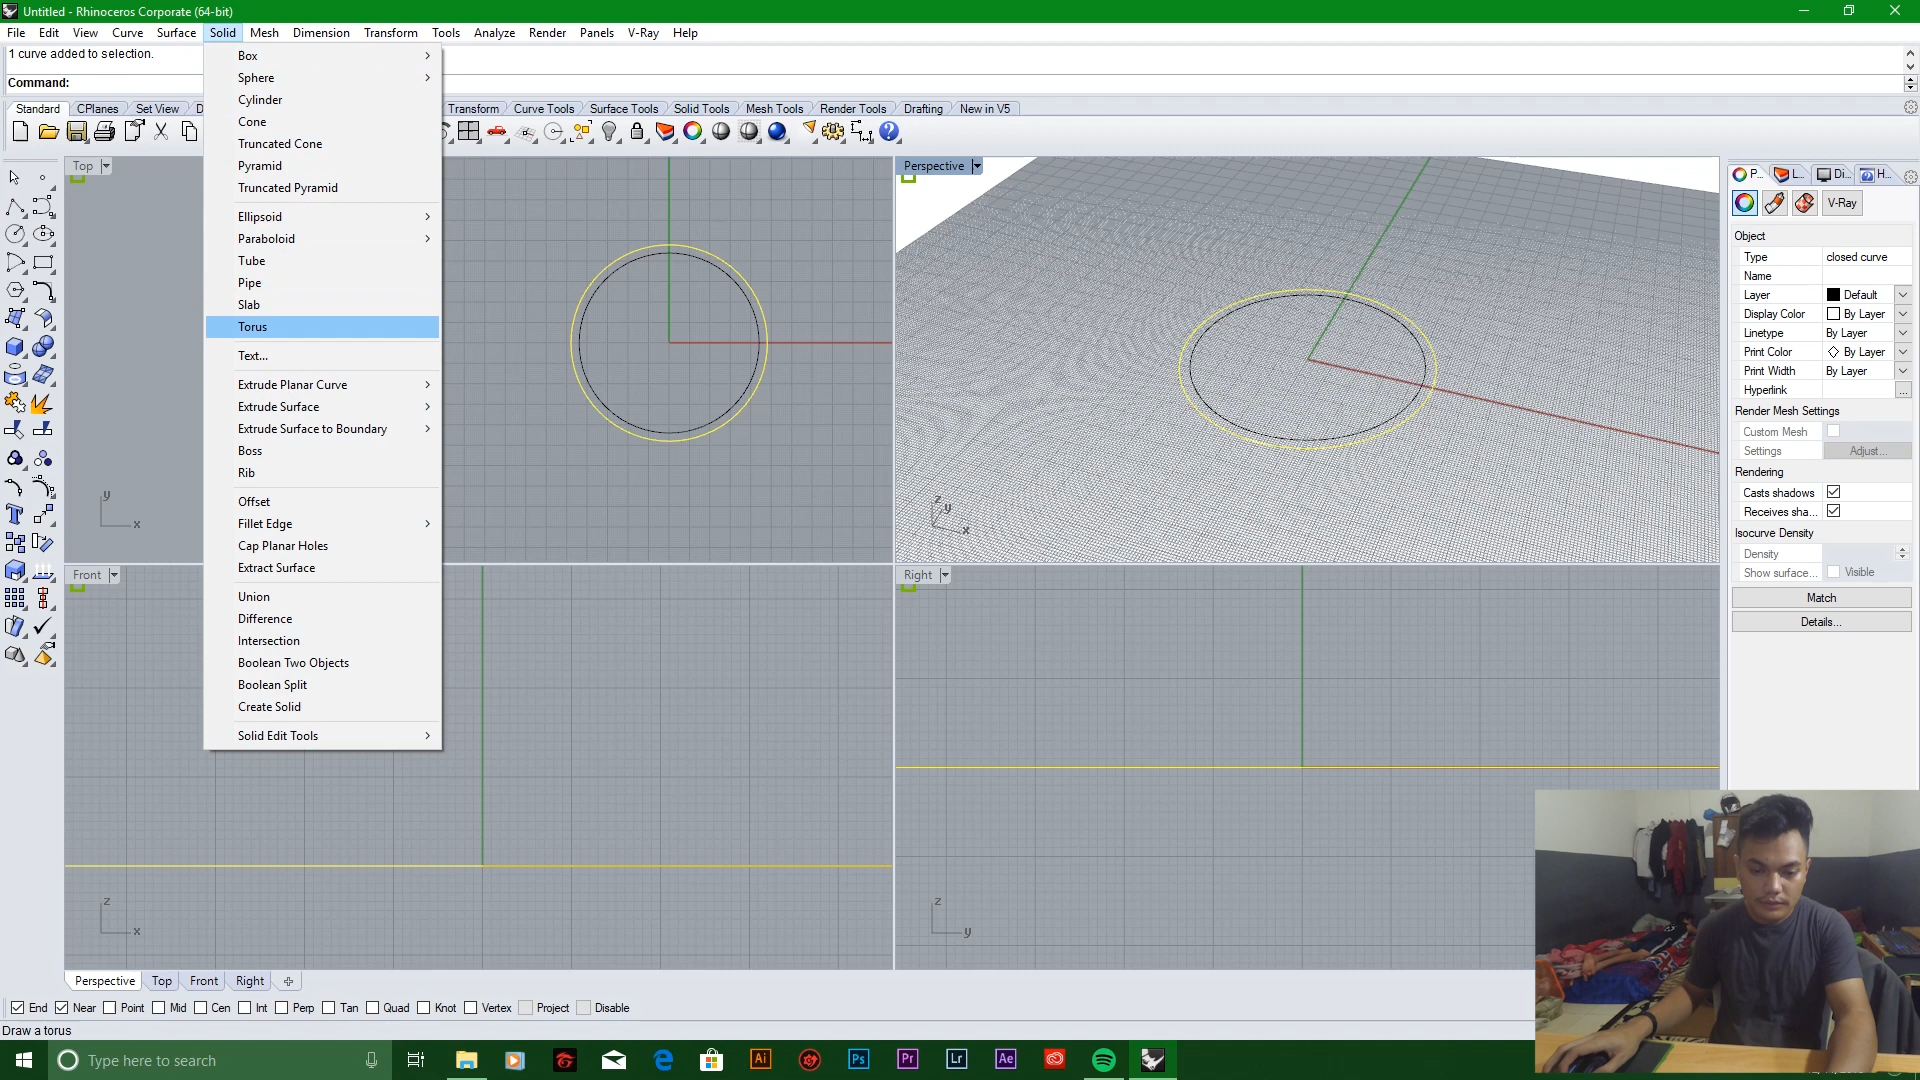 Untitled - Rhinoceros Corporate (64-bit)
File Edit View Curve Surface Solid Mesh Dimension Transform Tools Analyze Render Panels V-Ray Help
1 curve added to selection.
Command:
Standard CPlanes Set View D Transform Curve Tools Surface Tools Solid Tools Mesh Tools Render Tools Drafting New in V5
Box
Sphere
Cylinder
Cone
Truncated Cone
Pyramid
Truncated Pyramid
Ellipsoid
Paraboloid
Tube
Pipe
Slab
Torus
Text...
Extrude Planar Curve
Extrude Surface
Extrude Surface to Boundary
Boss
Rib
Offset
Fillet Edge
Cap Planar Holes
Extract Surface
Union
Difference
Intersection
Boolean Two Objects
Boolean Split
Create Solid
Solid Edit Tools
Top
y
x
Perspective
z
y
x
Front
z
x
Right
z
y
P... L... Di... H...
V-Ray
Object
Type closed curve
Name
Layer Default
Display Color By Layer
Linetype By Layer
Print Color By Layer
Print Width By Layer
Hyperlink ...
Render Mesh Settings
Custom Mesh
Settings Adjust...
Rendering
Casts shadows
Receives sha...
Isocurve Density
Density
Show surface... Visible
Match
Details...
Perspective Top Front Right
End Near Point Mid Cen Int Perp Tan Quad Knot Vertex Project Disable
Draw a torus
Type here to search
Ai Ps Pr Lr Ae